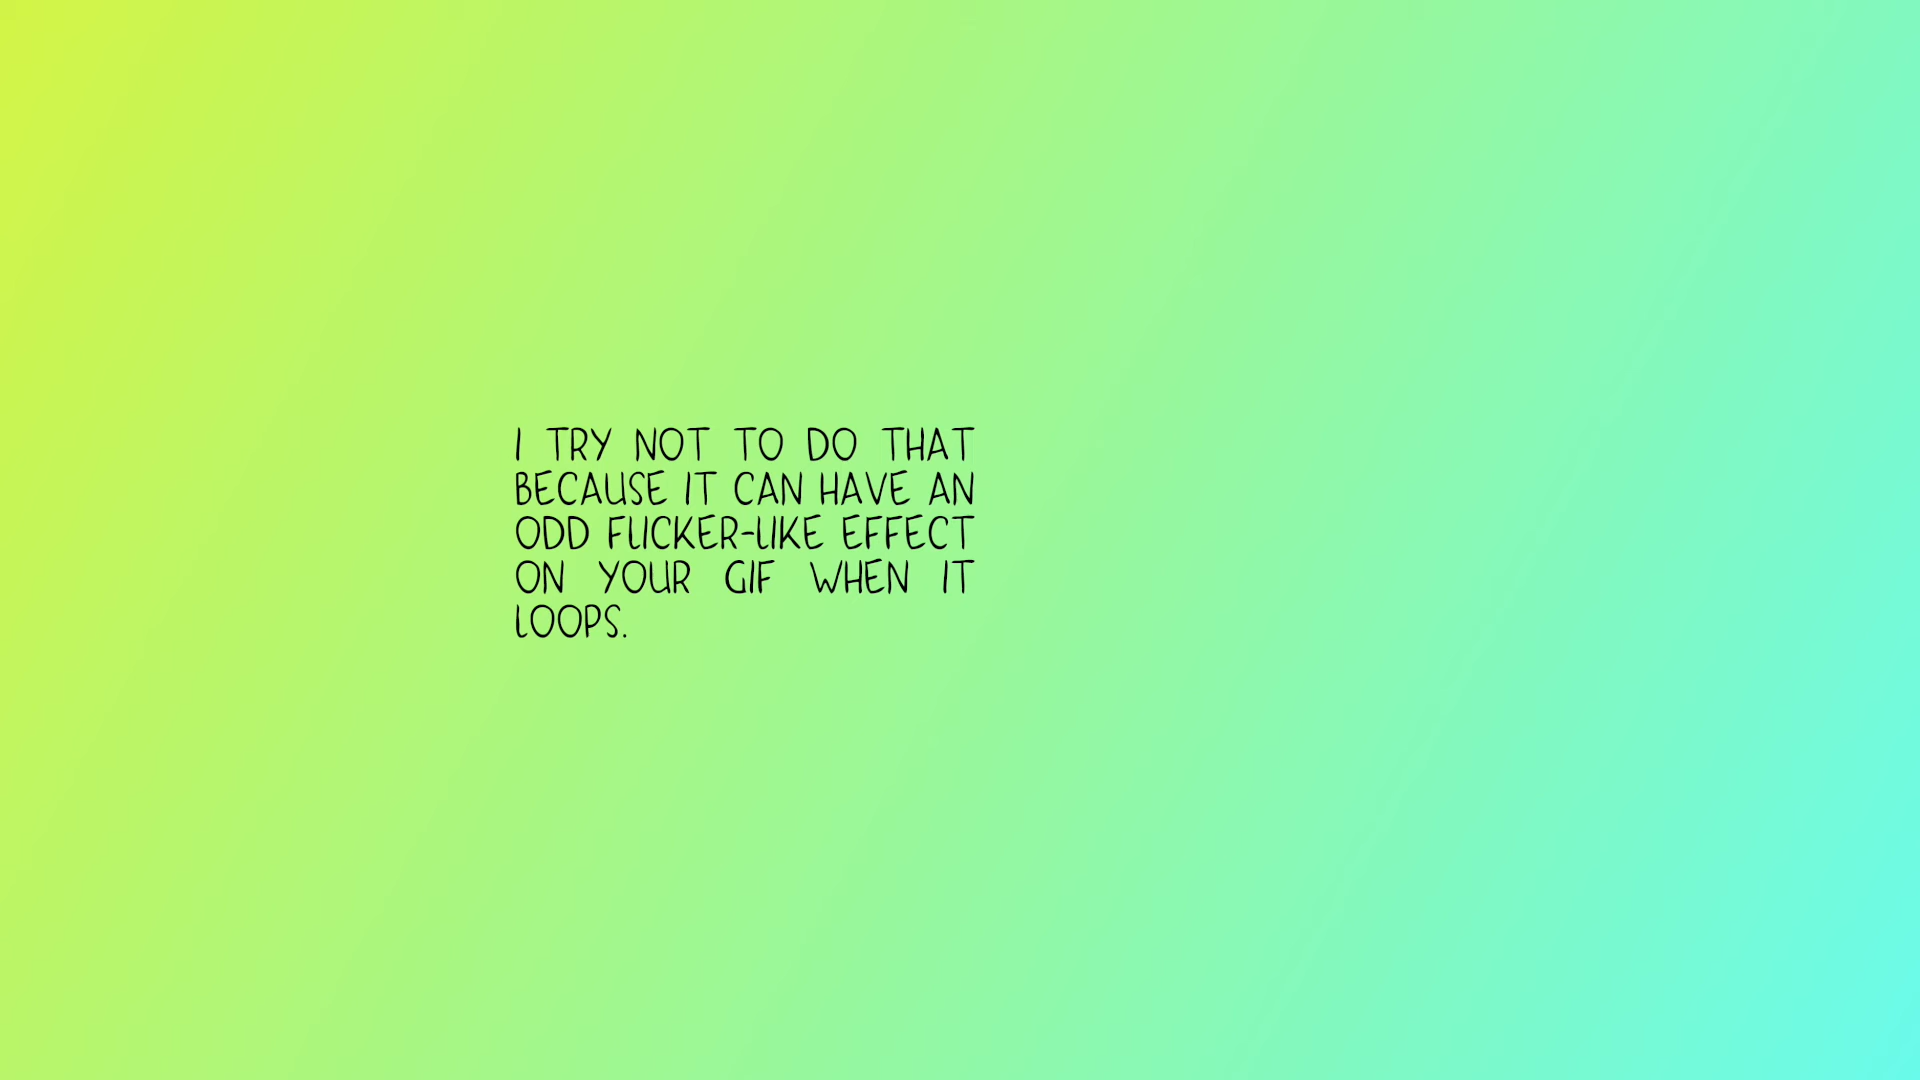 I TRY NOT TO DO THAT
BECAUSE IT CAN HAVE AN
ODD FLICKER-LIKE EFFECT
ON YOUR GIF WHEN IT
LOOPS.